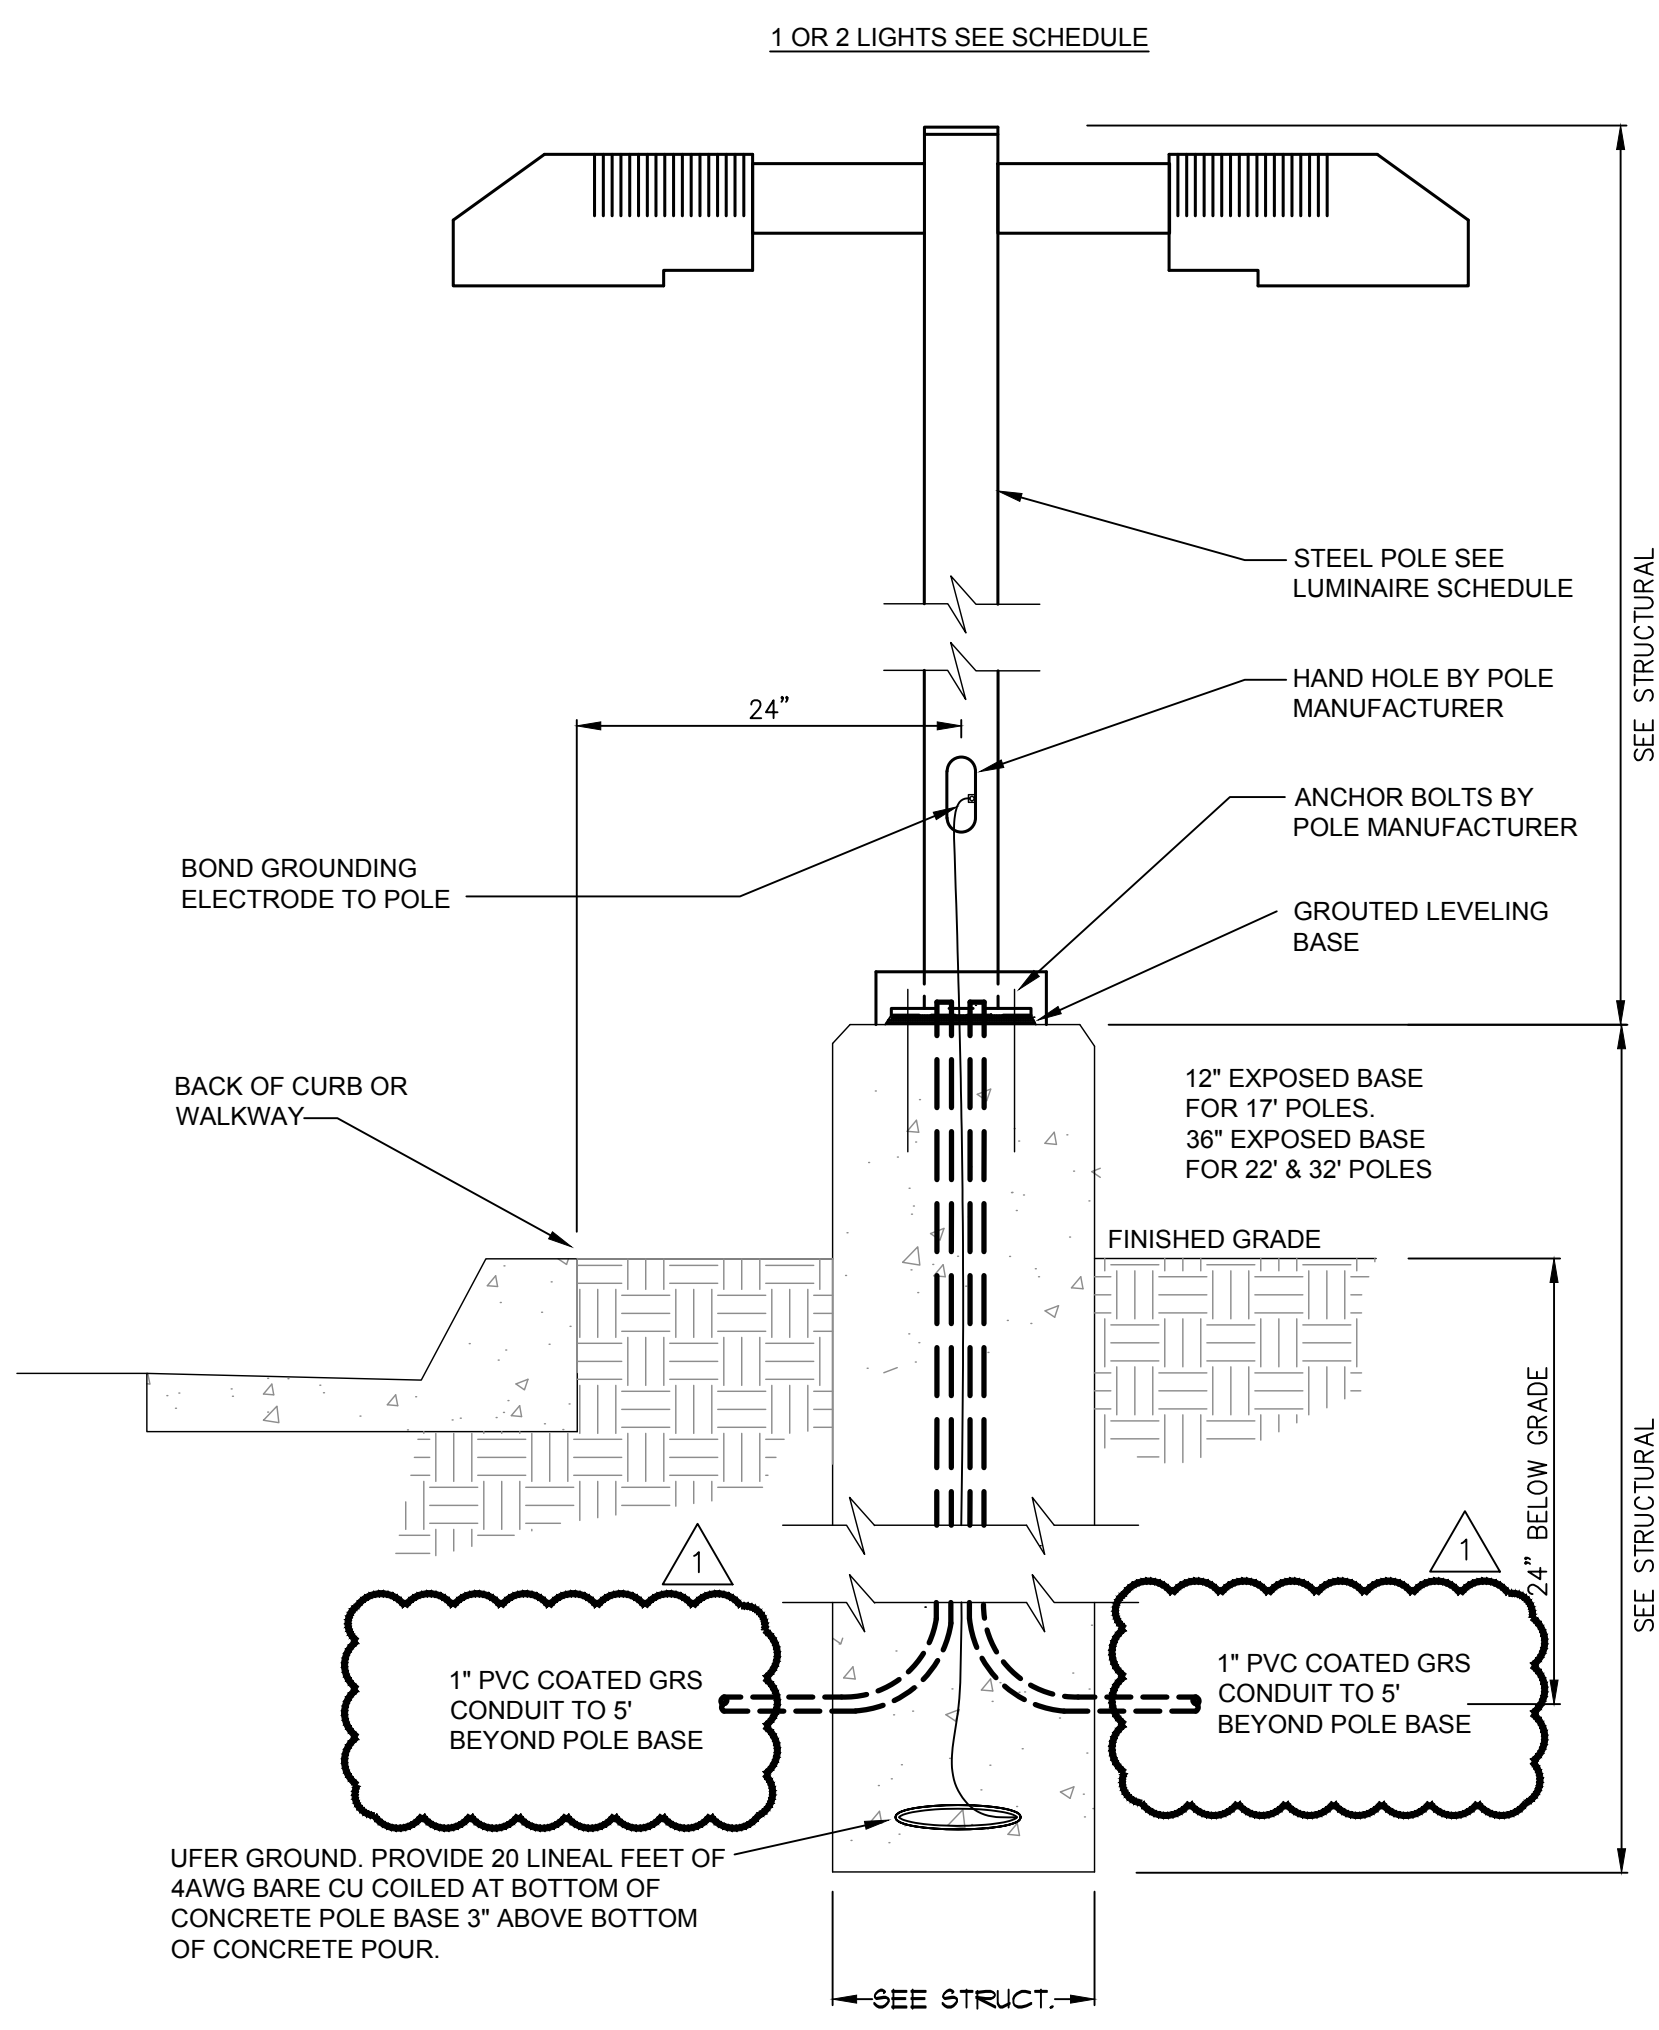 1 OR 2 LIGHTS SEE SCHEDULE
STEEL POLE SEE
LUMINAIRE SCHEDULE
SEE STRUCTURAL
HAND HOLE BY POLE
MANUFACTURER
24"
ANCHOR BOLTS BY
POLE MANUFACTURER
BOND GROUNDING
ELECTRODE TO POLE
GROUTED LEVELING
BASE
BACK OF CURB OR
WALKWAY
12" EXPOSED BASE
FOR 17' POLES.
36" EXPOSED BASE
FOR 22' & 32' POLES
FINISHED GRADE
24" BELOW GRADE
SEE STRUCTURAL
1
1
1" PVC COATED GRS
CONDUIT TO 5'
BEYOND POLE BASE
1" PVC COATED GRS
CONDUIT TO 5'
BEYOND POLE BASE
UFER GROUND. PROVIDE 20 LINEAL FEET OF
4AWG BARE CU COILED AT BOTTOM OF
CONCRETE POLE BASE 3" ABOVE BOTTOM
OF CONCRETE POUR.
SEE STRUCT.